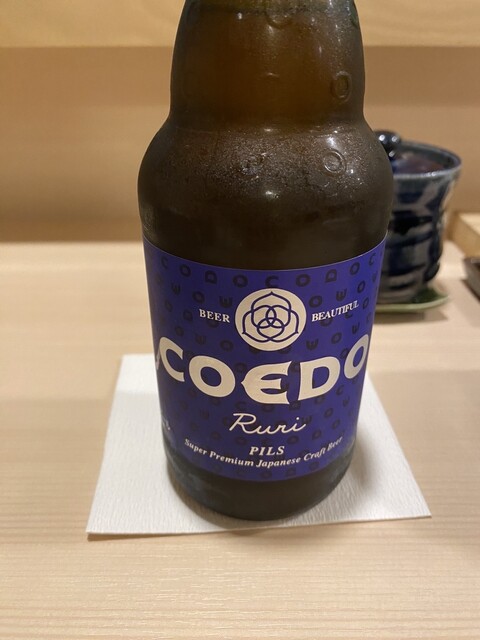 BEER BEAUTIFUL
COEDO
Ruri
PILS
Super Premium Japanese Craft Beer